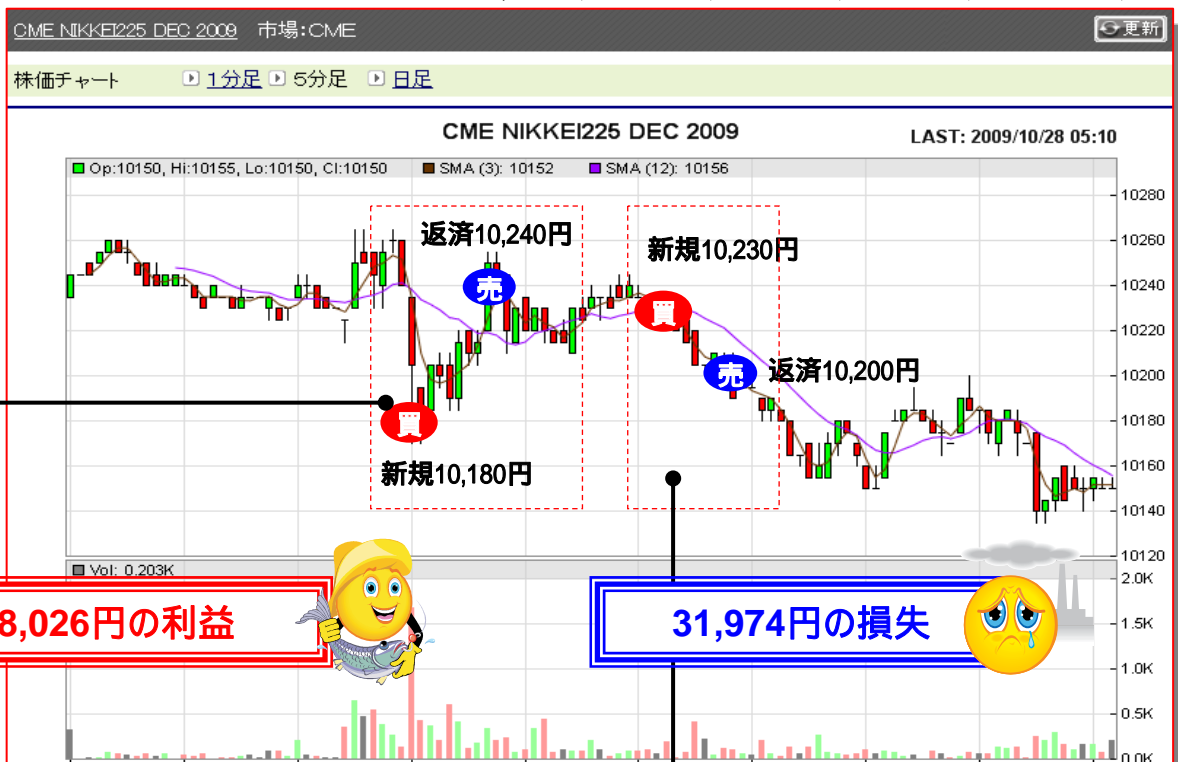 CME NIKKEI225 DEC 2009 市場:CME 更新
株価チャート 1分足 5分足 日足
CME NIKKEI225 DEC 2009
LAST: 2009/10/28 05:10
Op:10150, Hi:10155, Lo:10150, Cl:10150 SMA (3): 10152 SMA (12): 10156
10280
返済10,240円
新規10,230円
10260
売
10240
買
10220
返済10,200円
売
10200
買
10180
新規10,180円
10160
10140
10120
Vol: 0.203K
2.0K
8,026円の利益
31,974円の損失
1.5K
1.0K
0.5K
0.0K